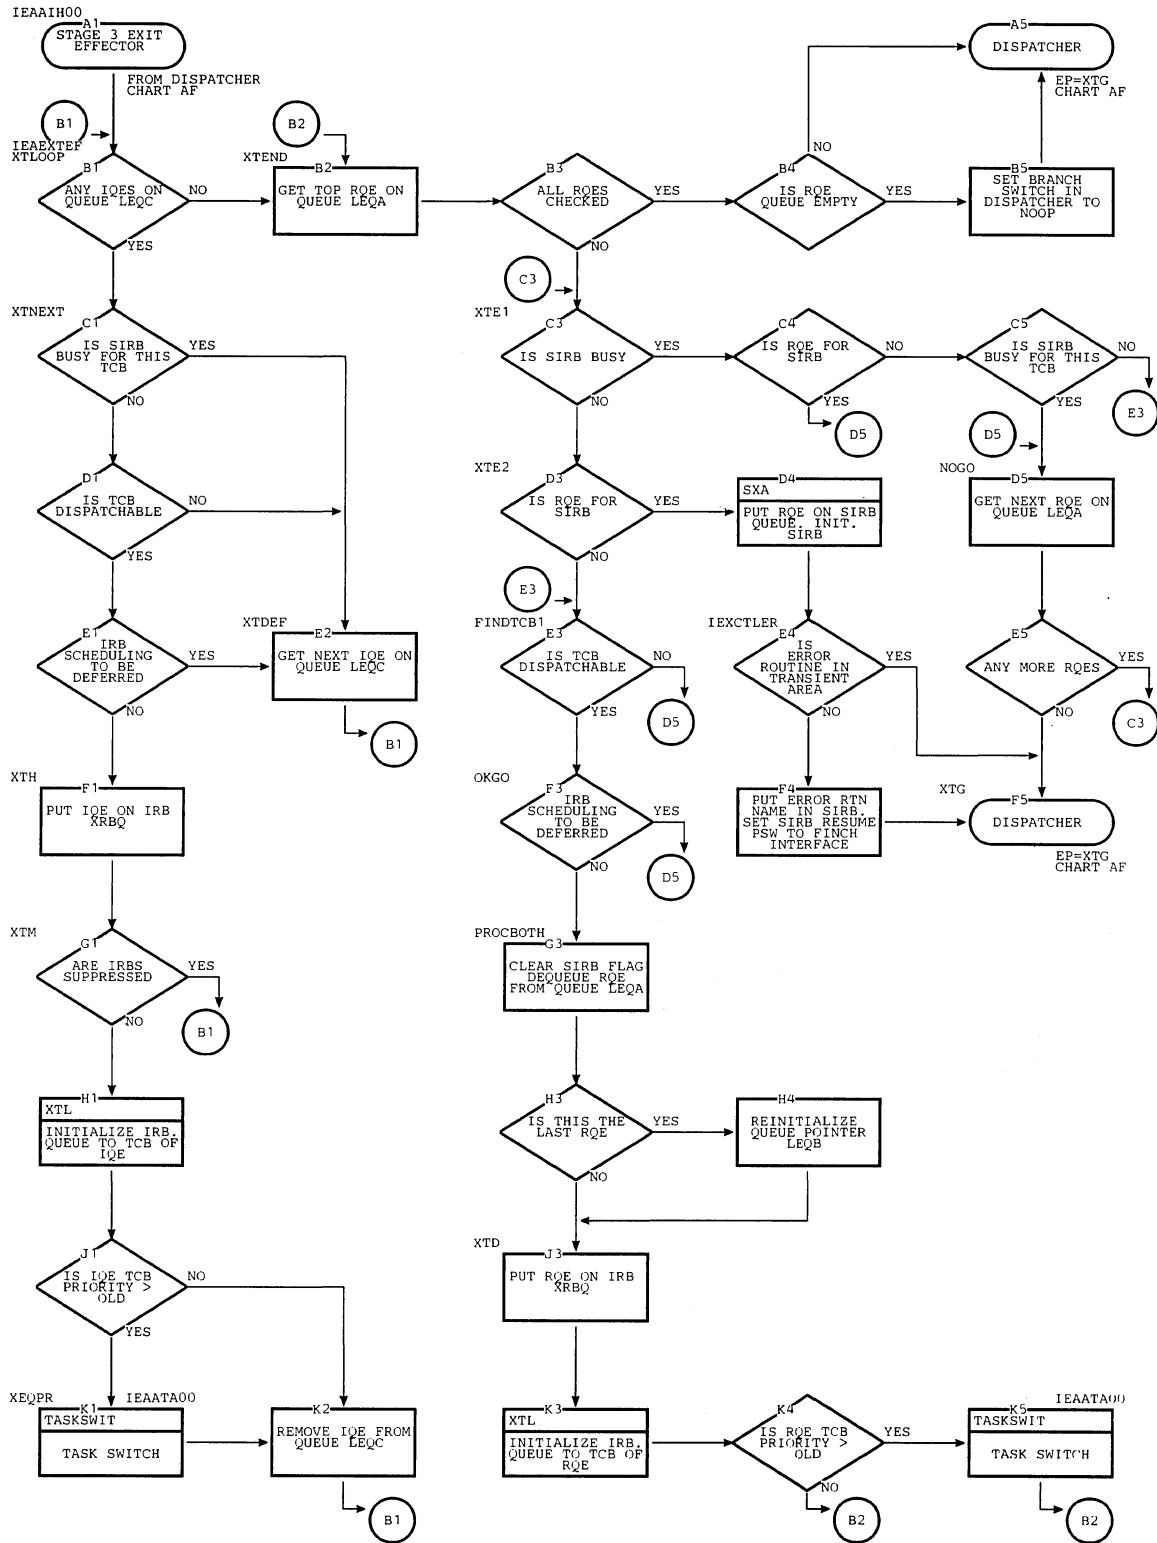 IEAAIH00
A1
STAGE 3 EXIT
EFFECTOR
A5
DISPATCHER
FROM DISPATCHER
CHART AF
EP=XTG
CHART AF
B1
B2
NO
IEAEXTEF
XTLOOP
XTEND
B1
ANY IQES ON
QUEUE LEQC
NO
YES
B2
GET TOP RQE ON
QUEUE LEQA
B3
ALL RQES
CHECKED
YES
NO
B4
IS RQE
QUEUE EMPTY
YES
B5
SET BRANCH
SWITCH IN
DISPATCHER TO
NOOP
C3
XTNEXT
C1
IS SIRB
BUSY FOR THIS
TCB
YES
NO
XTE1
C3
IS SIRB BUSY
YES
NO
C4
IS RQE FOR
SIRB
NO
YES
D5
C5
IS SIRB
BUSY FOR THIS
TCB
NO
YES
E3
D5
D1
IS TCB
DISPATCHABLE
NO
YES
XTE2
D3
IS RQE FOR
SIRB
YES
NO
D4
SXA
PUT RQE ON SIRB
QUEUE. INIT.
SIRB
NOGO
D5
GET NEXT RQE ON
QUEUE LEQA
E3
E1
IRB
SCHEDULING
TO BE
DEFERRED
YES
NO
XTDEF
E2
GET NEXT IQE ON
QUEUE LEQC
B1
FINDTCB1
E3
IS TCB
DISPATCHABLE
NO
YES
D5
IEXCTLER
E4
IS
ERROR
ROUTINE IN
TRANSIENT
AREA
YES
NO
E5
ANY MORE RQES
YES
NO
C3
XTH
F1
PUT IQE ON IRB
XRBQ
OKGO
F3
IRB
SCHEDULING
TO BE
DEFERRED
YES
NO
D5
F4
PUT ERROR RTN
NAME IN SIRB.
SET SIRB RESUME
PSW TO FINCH
INTERFACE
XTG
F5
DISPATCHER
EP=XTG
CHART AF
XTM
G1
ARE IRBS
SUPPRESSED
YES
NO
B1
PROCBOTH
G3
CLEAR SIRB FLAG
DEQUEUE RQE
FROM QUEUE LEQA
H1
XTL
INITIALIZE IRB.
QUEUE TO TCB OF
IQE
H3
IS THIS THE
LAST RQE
YES
NO
H4
REINITIALIZE
QUEUE POINTER
LEQB
J1
IS IQE TCB
PRIORITY >
OLD
NO
YES
XTD
J3
PUT RQE ON IRB
XRBQ
XEQPR
IEAATA00
K1
TASKSWIT
TASK SWITCH
K2
REMOVE IQE FROM
QUEUE LEQC
B1
K3
XTL
INITIALIZE IRB.
QUEUE TO TCB OF
RQE
K4
IS RQE TCB
PRIORITY >
OLD
YES
NO
B2
IEAATA00
K5
TASKSWIT
TASK SWITCH
B2